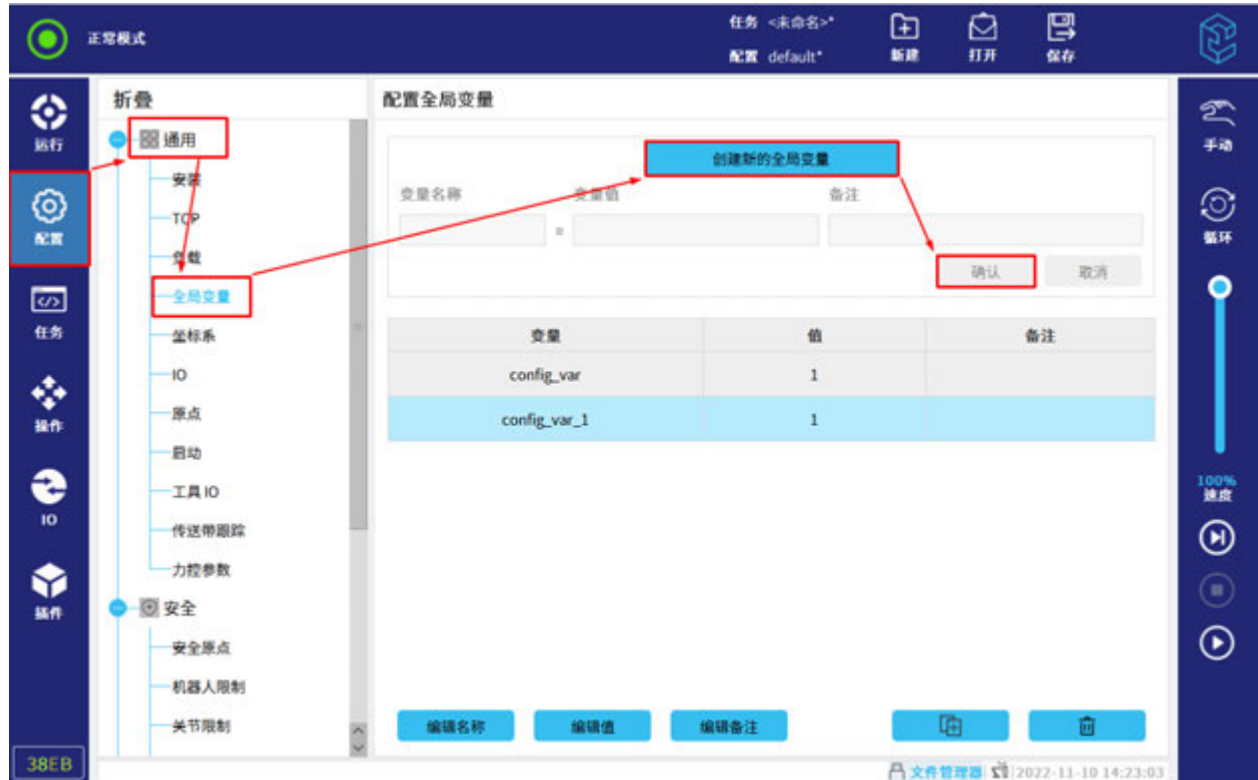 正常模式
任务 <未命名>*
配置 default*
新建
打开
保存
运行
配置
任务
操作
IO
插件
38EB
折叠
通用
安装
TCP
负载
全局变量
坐标系
IO
原点
启动
工具 IO
传送带跟踪
力控参数
安全
安全原点
机器人限制
关节限制
配置全局变量
创建新的全局变量
变量名称 变量值 备注
=
确认 取消
变量 值 备注
config_var 1
config_var_1 1
编辑名称 编辑值 编辑备注
手动
循环
100%
速度
文件管理器 2022-11-10 14:23:03